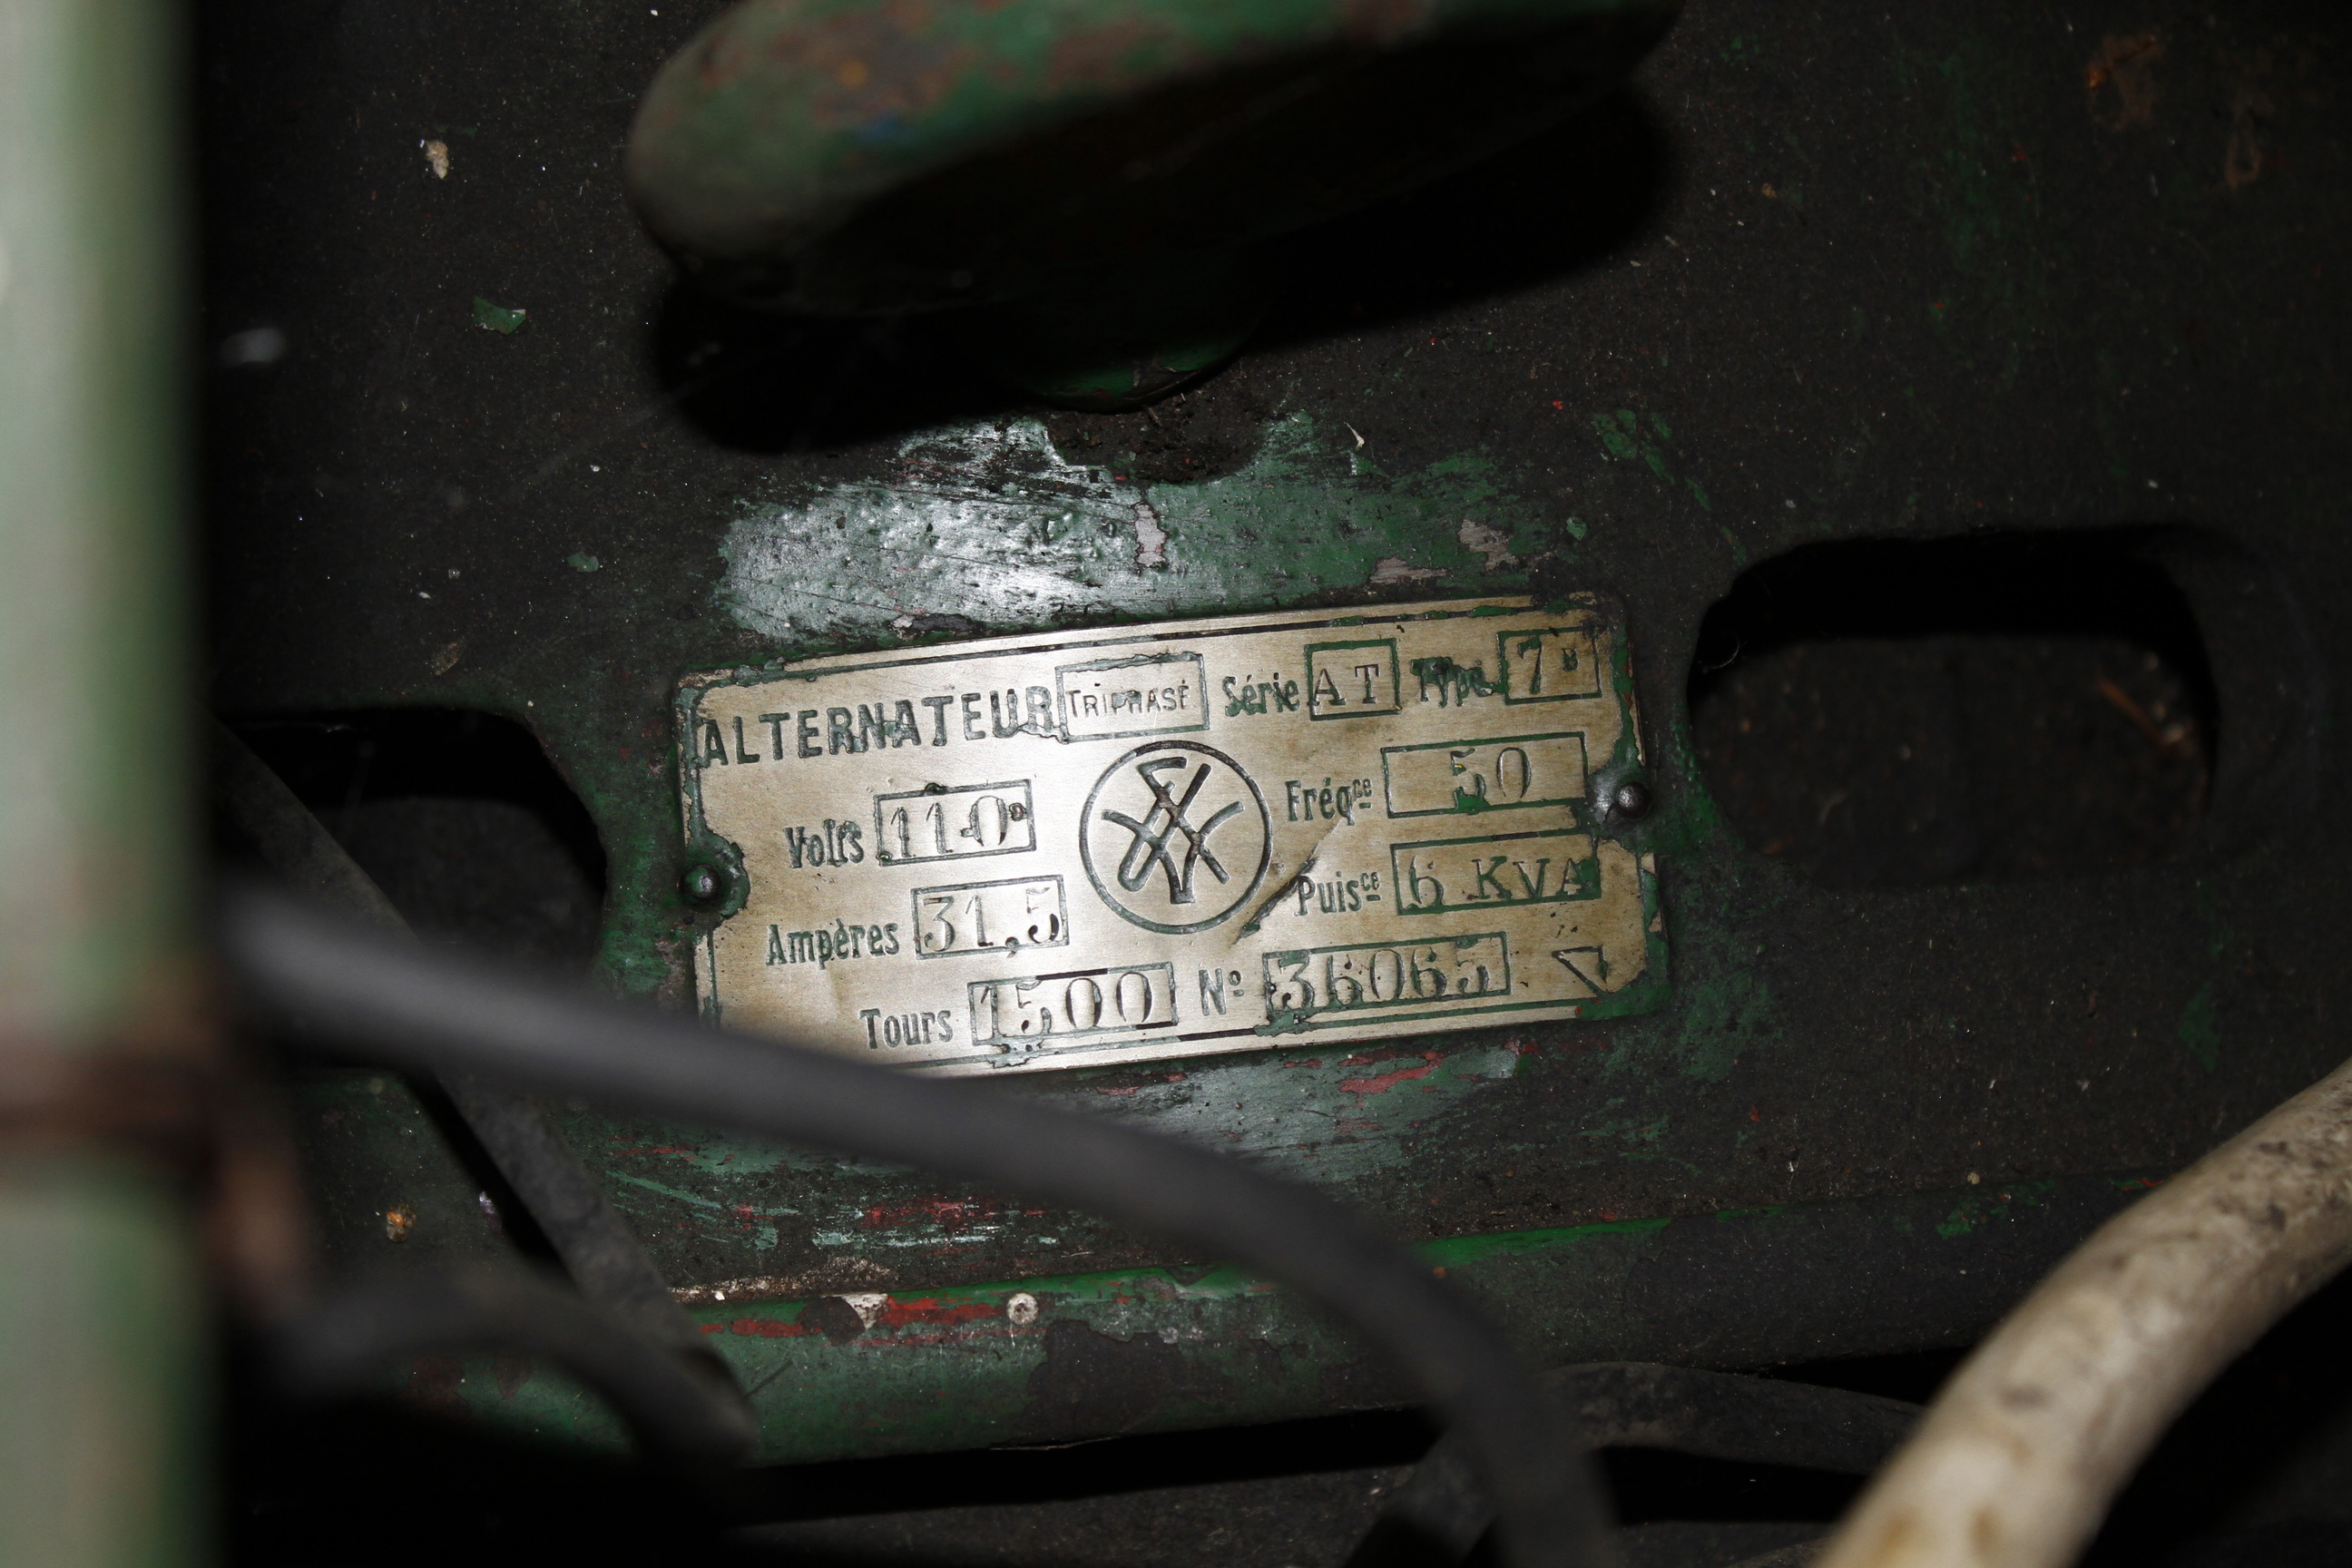 ALTERNATEUR TRIPHASÉ Série AT Type 7B
Volts 110 Fréqce 50
Ampères 31,5 Puisce 6 KVA
Tours 1500 No 36065